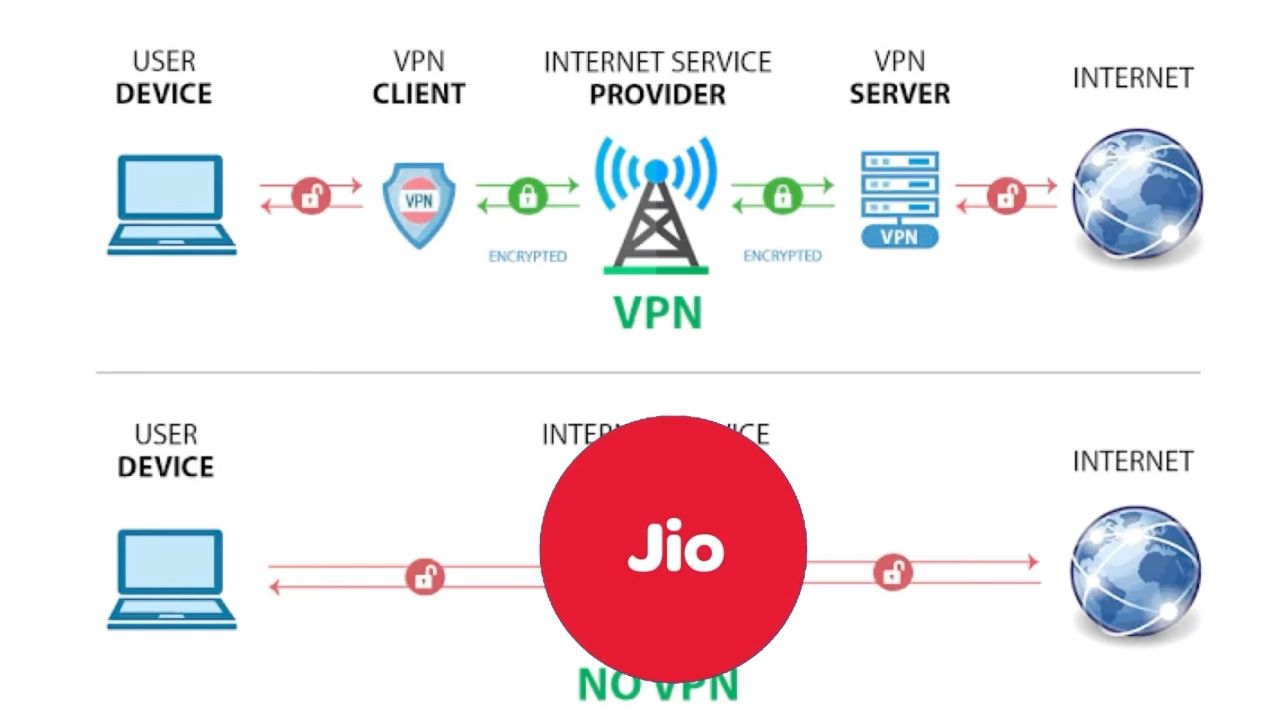 USER
DEVICE
VPN
CLIENT
INTERNET SERVICE
PROVIDER
VPN
SERVER
INTERNET
VPN
VPN
ENCRYPTED
ENCRYPTED
VPN
USER
DEVICE
INTERNET
Jio
NO VPN